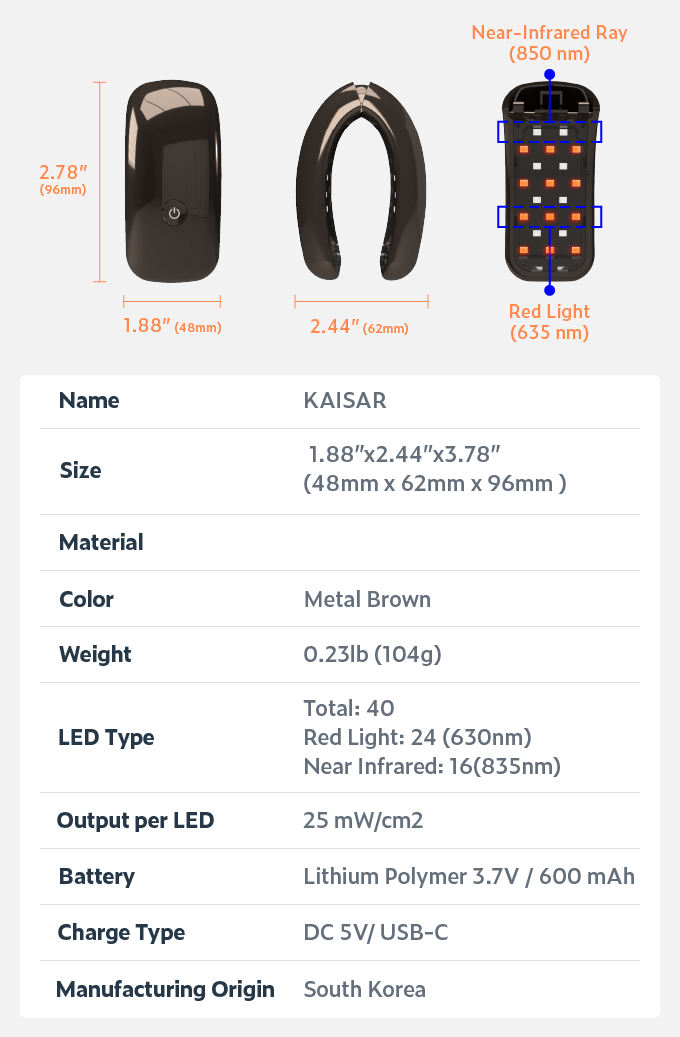 Near-Infrared Ray
(850 nm)
2.78"
(96mm)
1.88" (48mm)
2.44" (62mm)
Red Light
(635 nm)
Name KAISAR
Size 1.88"x2.44"x3.78"
(48mm x 62mm x 96mm )
Material
Color Metal Brown
Weight 0.23lb (104g)
LED Type Total: 40
Red Light: 24 (630nm)
Near Infrared: 16(835nm)
Output per LED 25 mW/cm2
Battery Lithium Polymer 3.7V / 600 mAh
Charge Type DC 5V/ USB-C
Manufacturing Origin South Korea